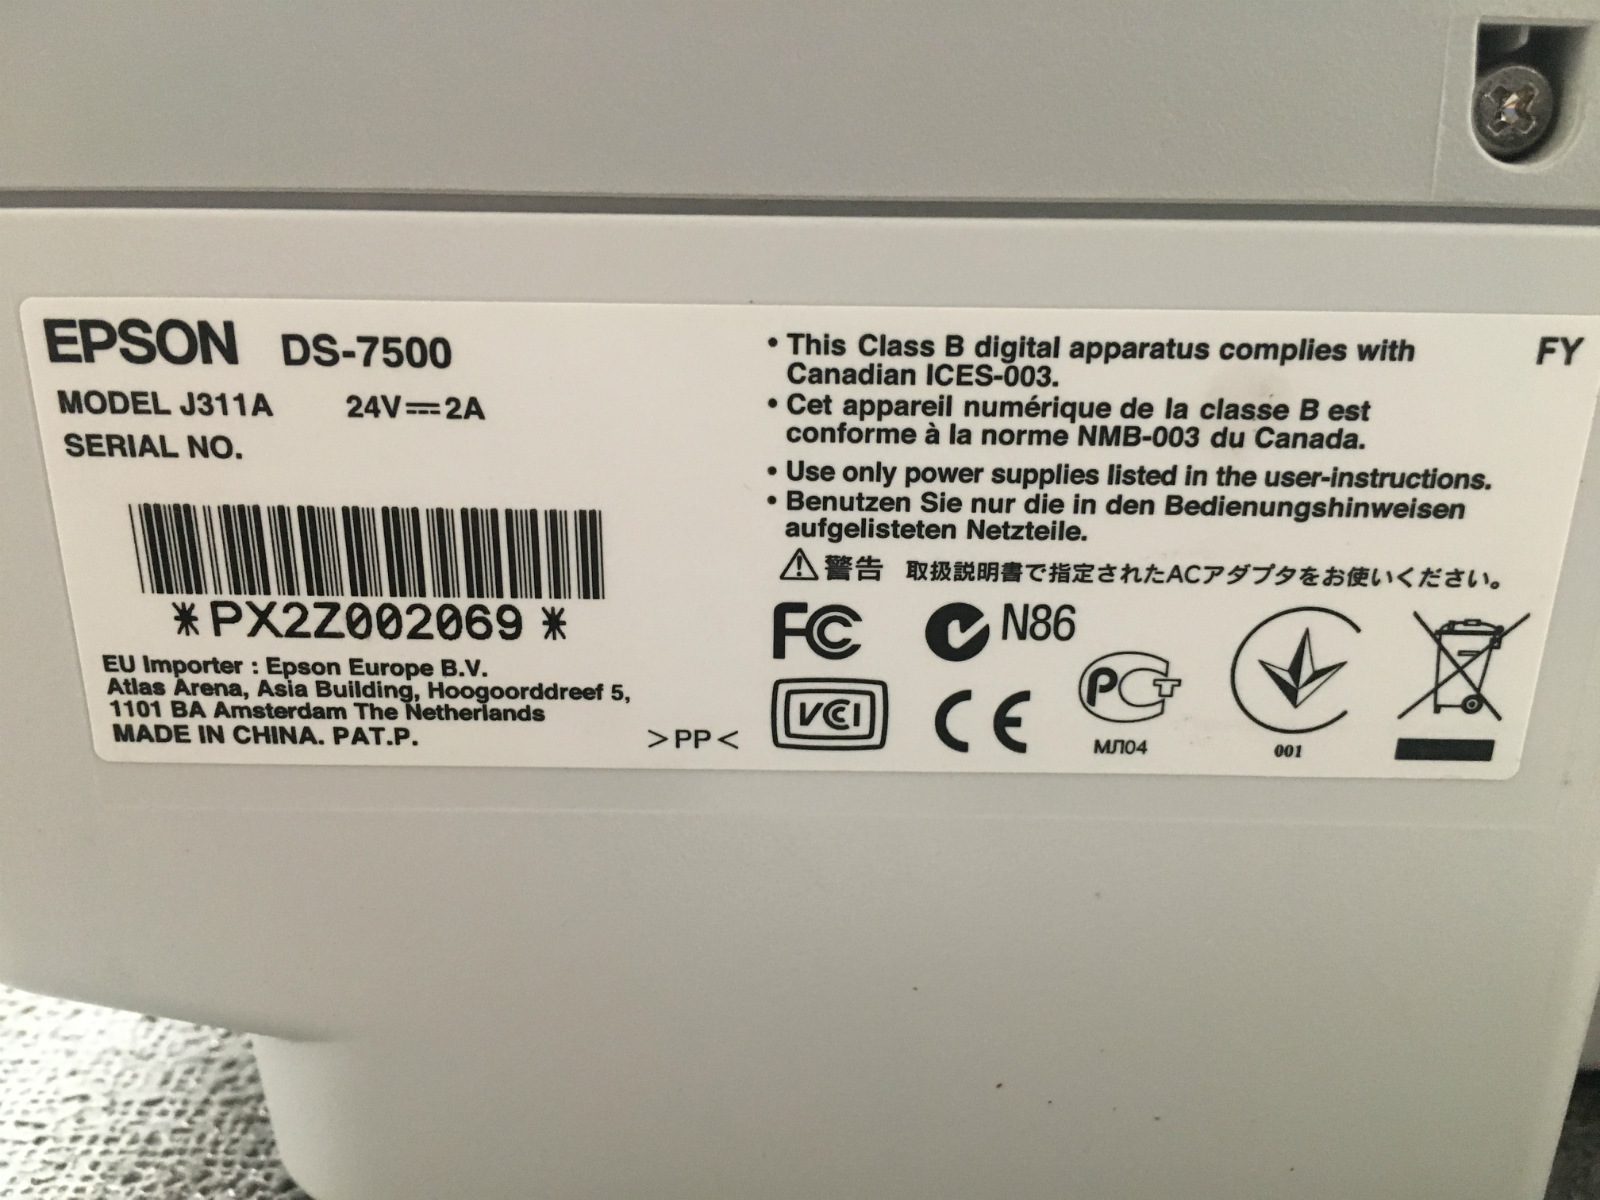 EPSON DS-7500
MODEL J311A 24V⎓2A
SERIAL NO.
*PX2Z002069*
EU Importer : Epson Europe B.V.
Atlas Arena, Asia Building, Hoogoorddreef 5,
1101 BA Amsterdam The Netherlands
MADE IN CHINA. PAT.P.
>PP<
• This Class B digital apparatus complies with
Canadian ICES-003.
• Cet appareil numérique de la classe B est
conforme à la norme NMB-003 du Canada.
• Use only power supplies listed in the user-instructions.
• Benutzen Sie nur die in den Bedienungshinweisen
aufgelisteten Netzteile.
⚠警告 取扱説明書で指定されたACアダプタをお使いください。
FY
FC N86
VCI CE PCT
МЛ04 001